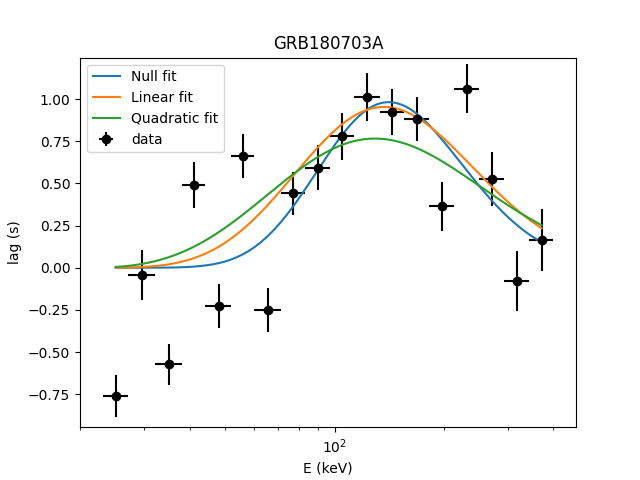 GRB180703A
Null fit
Linear fit
Quadratic fit
data
lag (s)
1.00
0.75
0.50
0.25
0.00
−0.25
−0.50
−0.75
10²
E (keV)